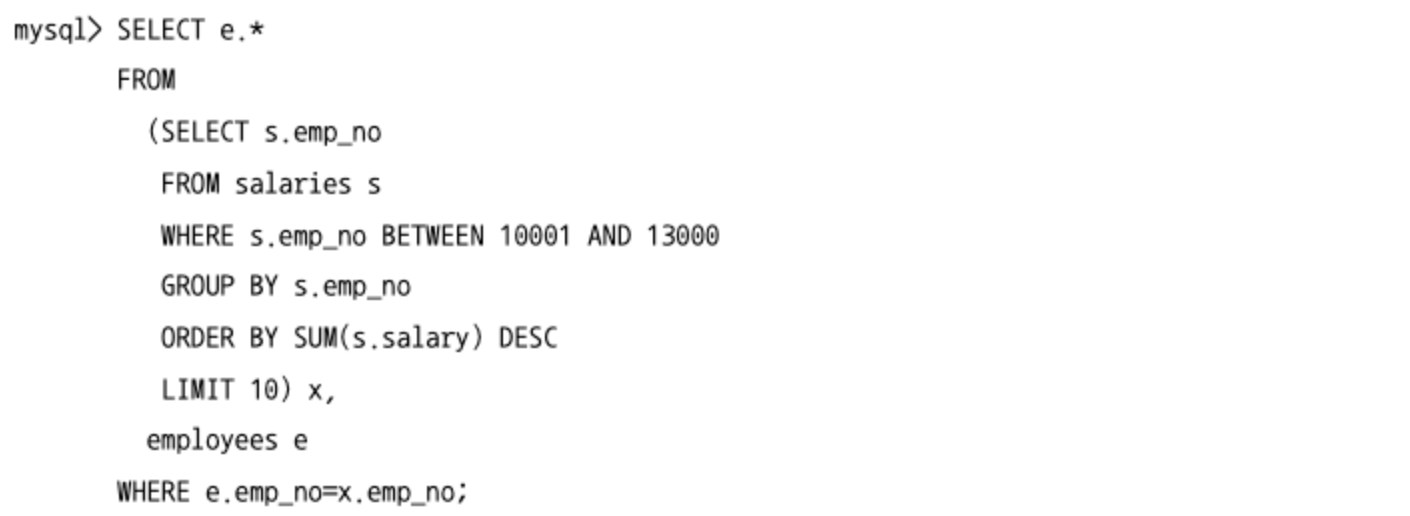 mysql> SELECT e.*
FROM
(SELECT s.emp_no
FROM salaries s
WHERE s.emp_no BETWEEN 10001 AND 13000
GROUP BY s.emp_no
ORDER BY SUM(s.salary) DESC
LIMIT 10) x,
employees e
WHERE e.emp_no=x.emp_no;